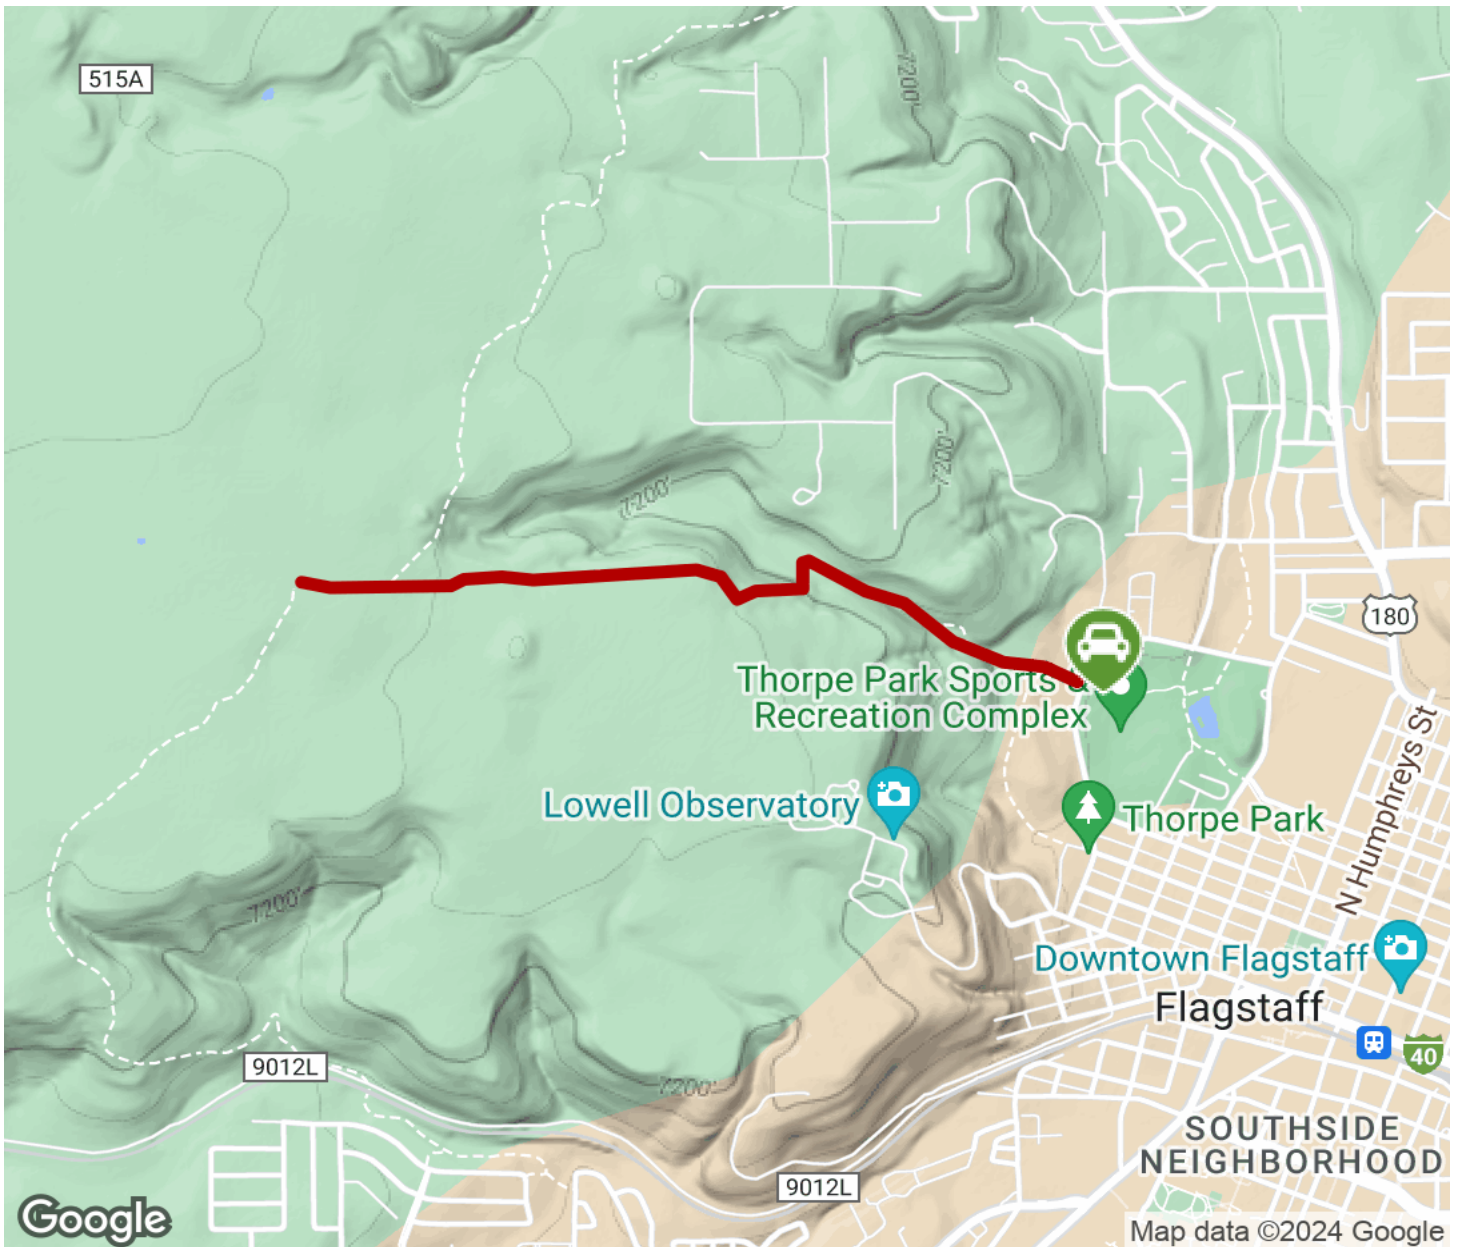 515A
7200'
7200'
7200'
180
Thorpe Park Sports &
Recreation Complex
N Humphreys St
Lowell Observatory
Thorpe Park
7200'
Downtown Flagstaff
Flagstaff
40
9012L
7200'
SOUTHSIDE
NEIGHBORHOOD
9012L
Google
Map data ©2024 Google